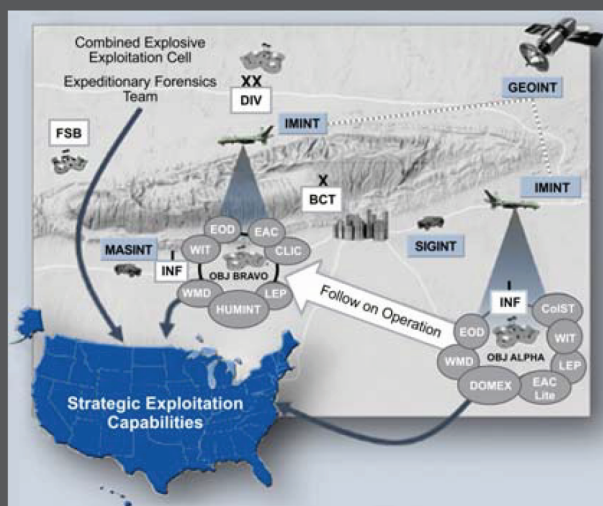 Combined Explosive
Exploitation Cell
Expeditionary Forensics
Team
XX
DIV
GEOINT
IMINT
FSB
X
BCT
IMINT
EOD
EAC
MASINT
WIT
CLIC
SIGINT
I
INF
OBJ BRAVO
WMD
LEP
HUMINT
Follow on Operation
I
INF
CoIST
EOD
WIT
OBJ ALPHA
WMD
LEP
DOMEX
EAC
Lite
Strategic Exploitation
Capabilities